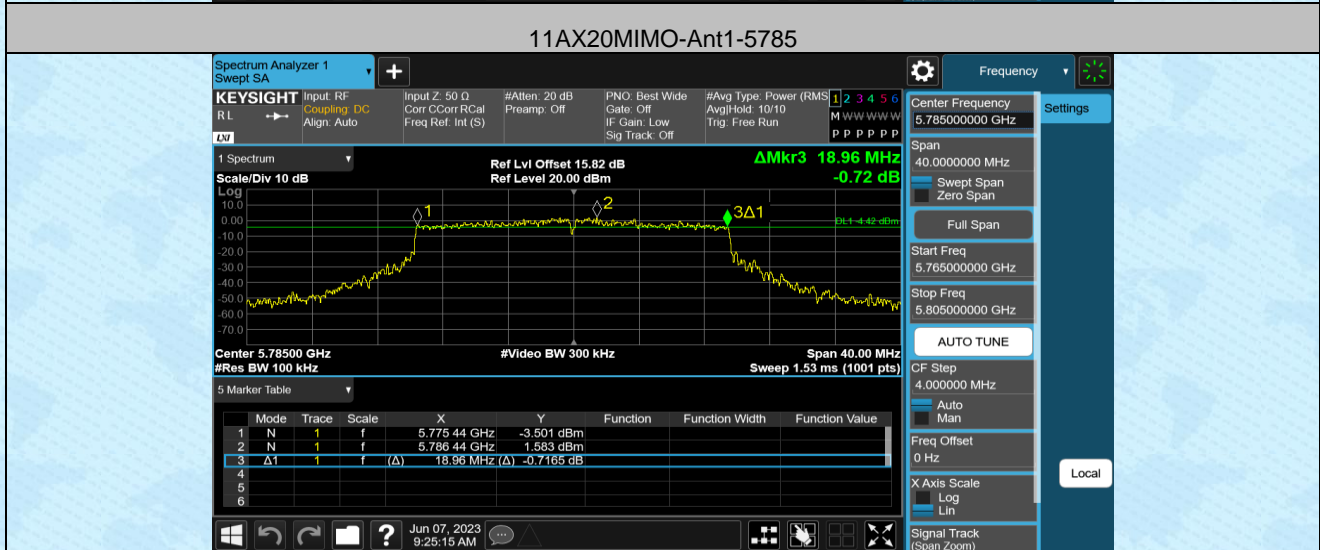 11AX20MIMO-Ant1-5785
Spectrum Analyzer 1
Swept SA
Frequency
KEYSIGHT
RL
LXI
Input: RF
Coupling: DC
Align: Auto
Input Z: 50 Ω
Corr CCorr RCal
Freq Ref: Int (S)
#Atten: 20 dB
Preamp: Off
PNO: Best Wide
Gate: Off
IF Gain: Low
Sig Track: Off
#Avg Type: Power (RMS
Avg|Hold: 10/10
Trig: Free Run
1 2 3 4 5 6
M W W W W W
P P P P P P
Center Frequency
5.785000000 GHz
Settings
Span
40.0000000 MHz
Swept Span
Zero Span
Full Span
Start Freq
5.765000000 GHz
Stop Freq
5.805000000 GHz
AUTO TUNE
CF Step
4.000000 MHz
Auto
Man
Freq Offset
0 Hz
X Axis Scale
Log
Lin
Signal Track
(Span Zoom)
Local
1 Spectrum
Scale/Div 10 dB
Ref Lvl Offset 15.82 dB
Ref Level 20.00 dBm
ΔMkr3 18.96 MHz
-0.72 dB
Log
10.0
0.00
-10.0
-20.0
-30.0
-40.0
-50.0
-60.0
-70.0
1
2
3Δ1
DL1 -4.42 dBm
Center 5.78500 GHz
#Video BW 300 kHz
Span 40.00 MHz
#Res BW 100 kHz
Sweep 1.53 ms (1001 pts)
5 Marker Table
Mode Trace Scale X Y Function Function Width Function Value
1 N 1 f 5.775 44 GHz -3.501 dBm
2 N 1 f 5.786 44 GHz 1.583 dBm
3 Δ1 1 f (Δ) 18.96 MHz (Δ) -0.7165 dB
4
5
6
?
Jun 07, 2023
9:25:15 AM